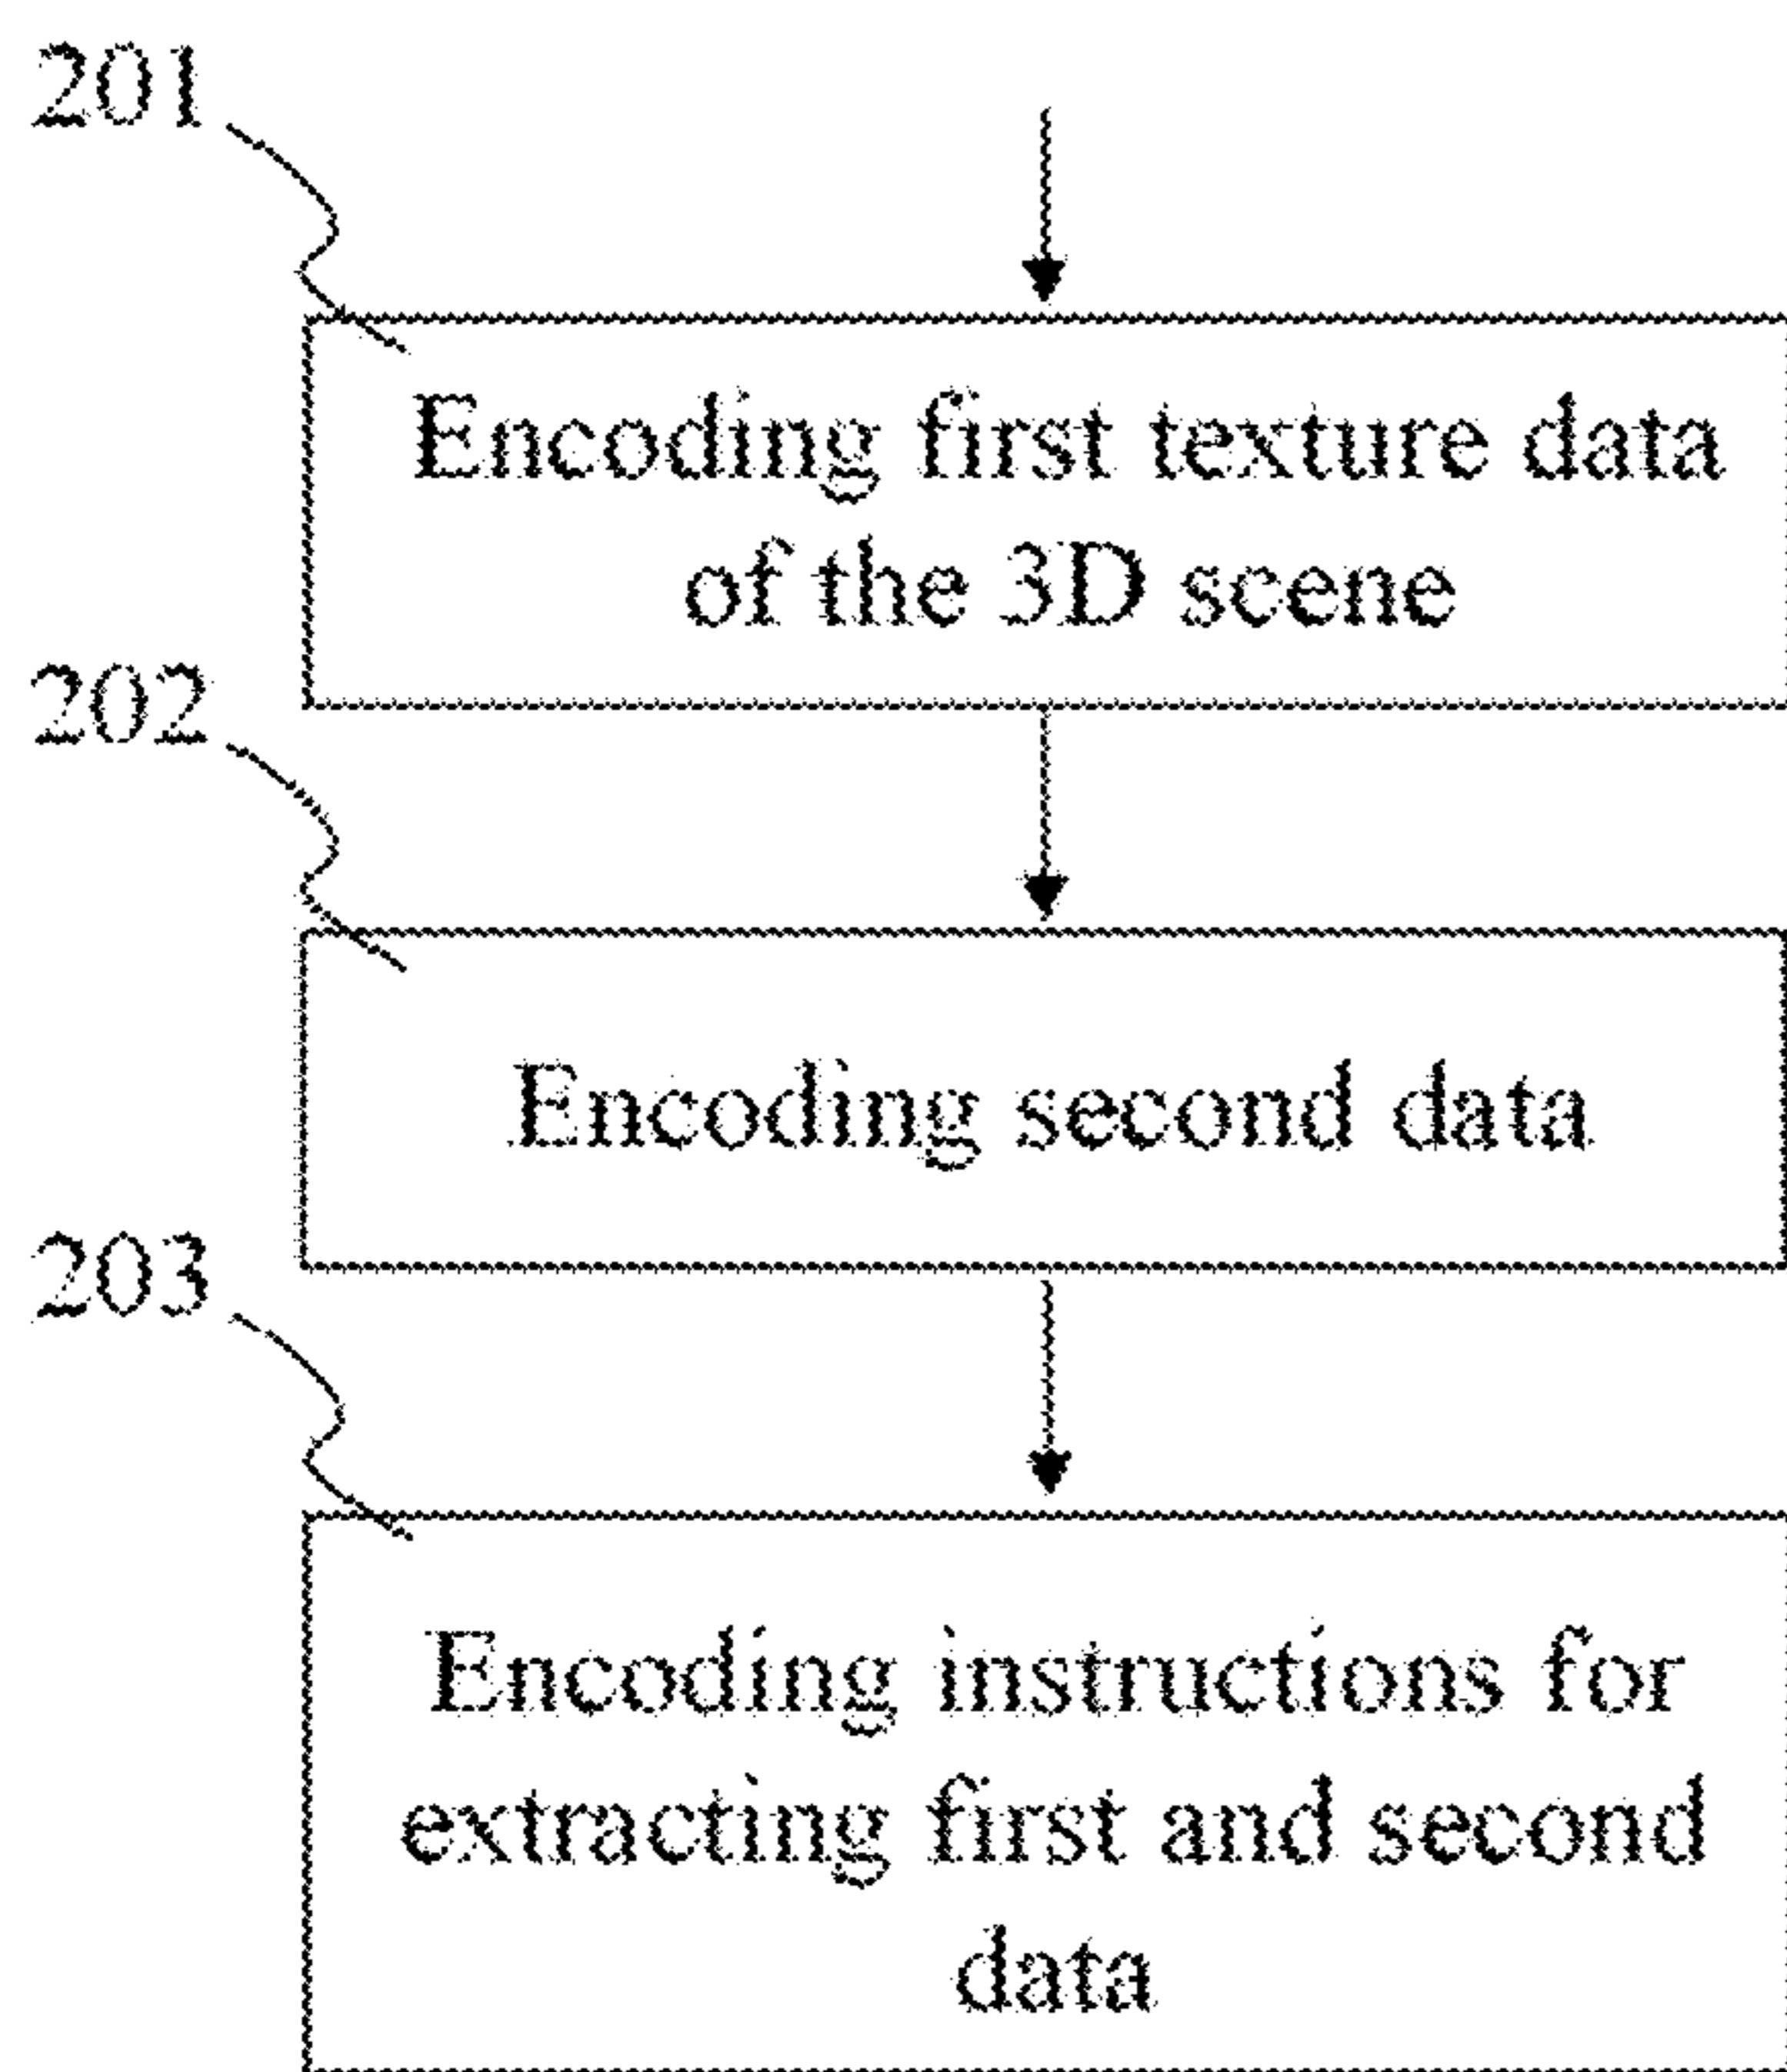 201
Encoding first texture data
of the 3D scene
202
Encoding second data
203
Encoding instructions for
extracting first and second
data